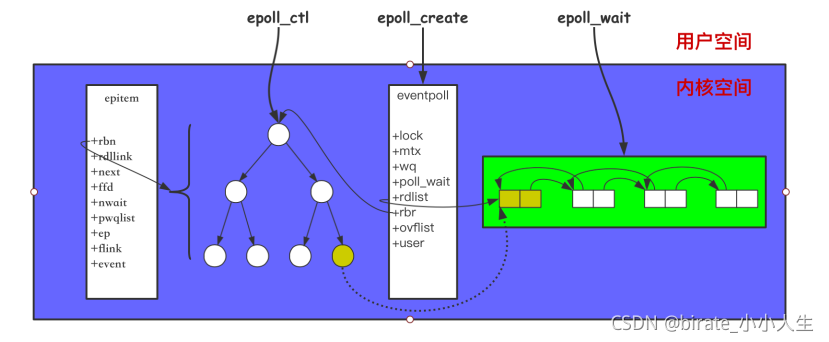 epoll_ctl
epoll_create
epoll_wait
用户空间
内核空间
epitem
+rbn
+rdllink
+next
+ffd
+nwait
+pwqlist
+ep
+flink
+event
eventpoll
+lock
+mtx
+wq
+poll_wait
+rdlist
+rbr
+ovflist
+user
CSDN @birate_小小人生